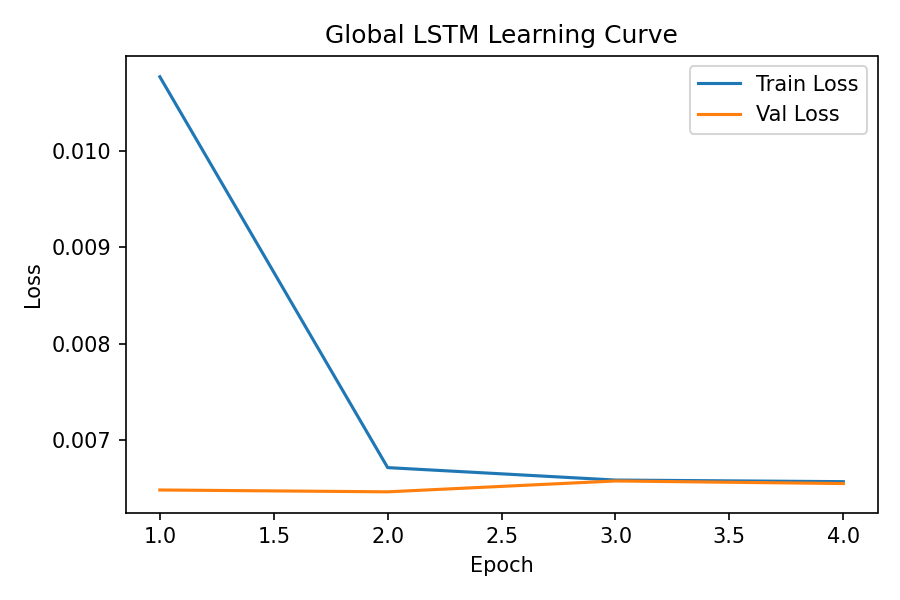 Global LSTM Learning Curve
Train Loss
Val Loss
0.010
0.009
0.008
0.007
Loss
1.0 1.5 2.0 2.5 3.0 3.5 4.0
Epoch